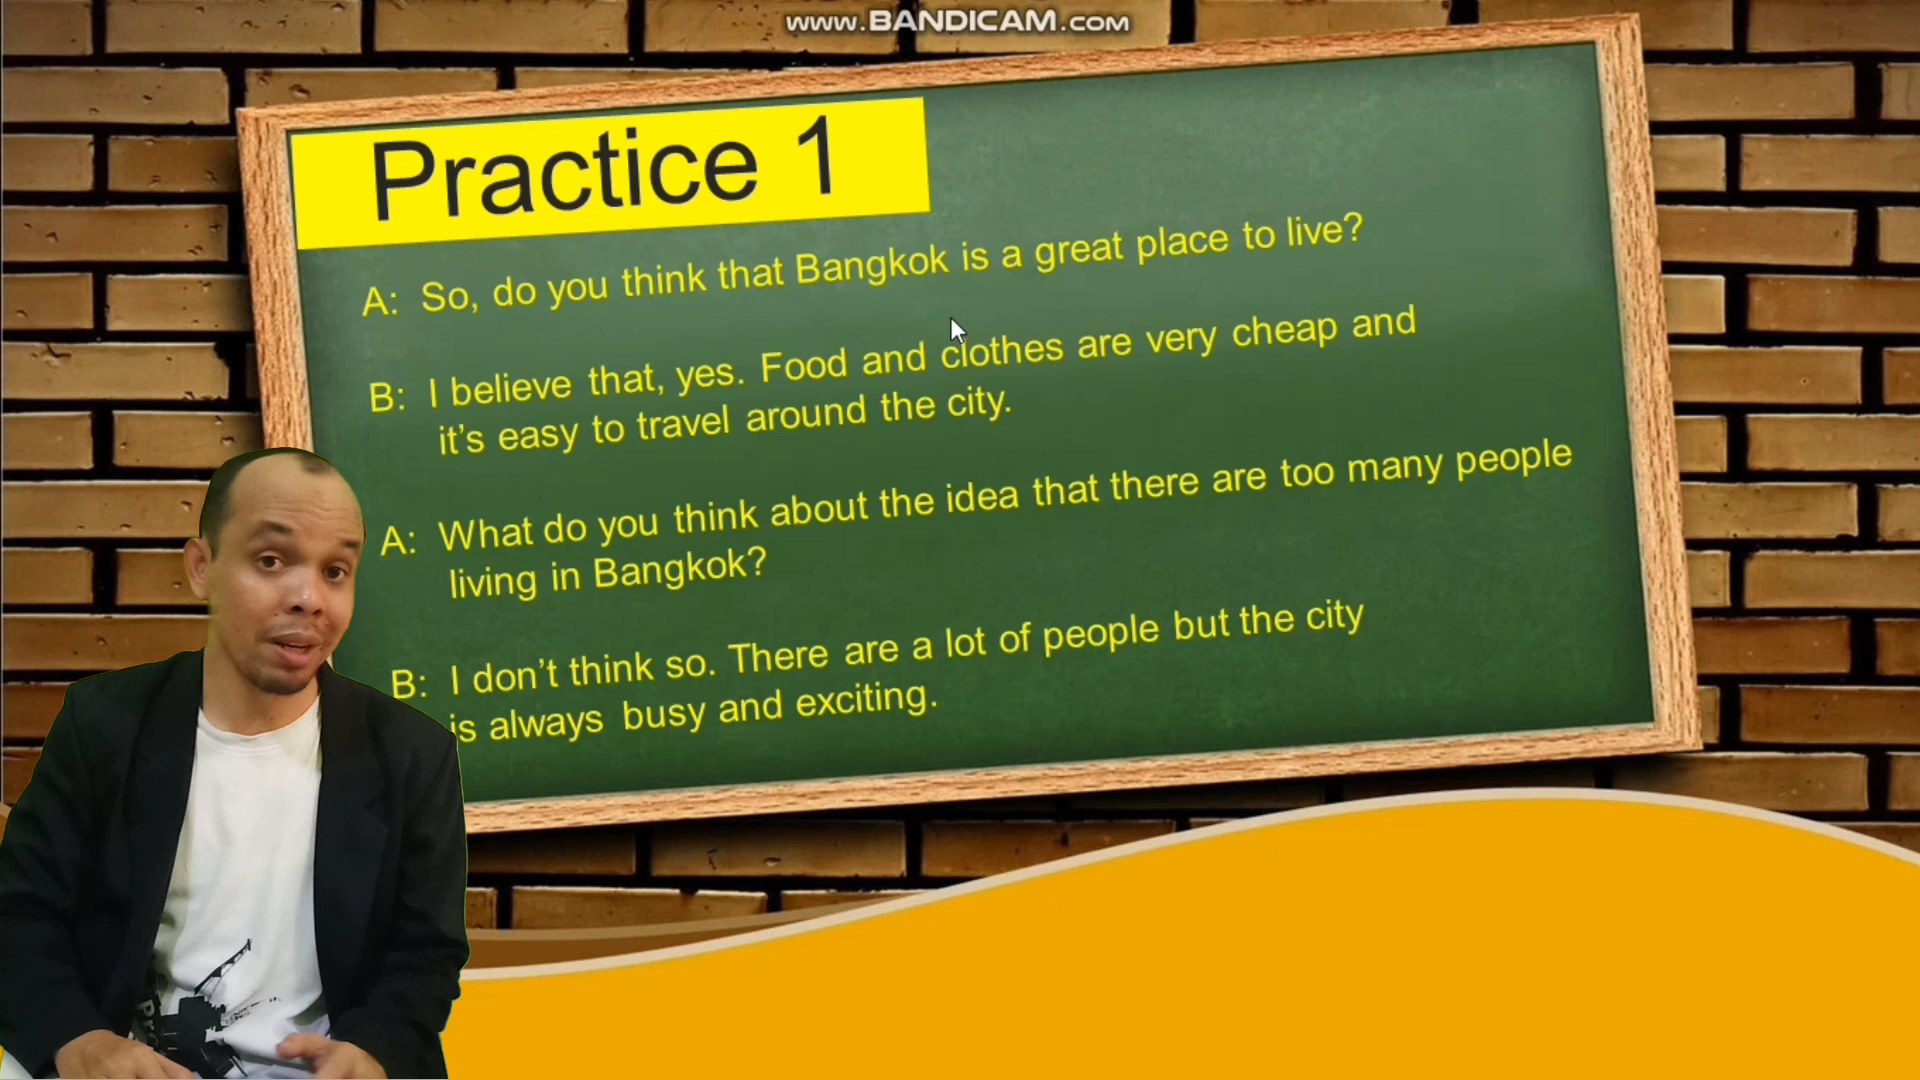 www.BANDICAM.com
Practice 1
A: So, do you think that Bangkok is a great place to live?
B: I believe that, yes. Food and clothes are very cheap and
it's easy to travel around the city.
A: What do you think about the idea that there are too many people
living in Bangkok?
B: I don't think so. There are a lot of people but the city
is always busy and exciting.